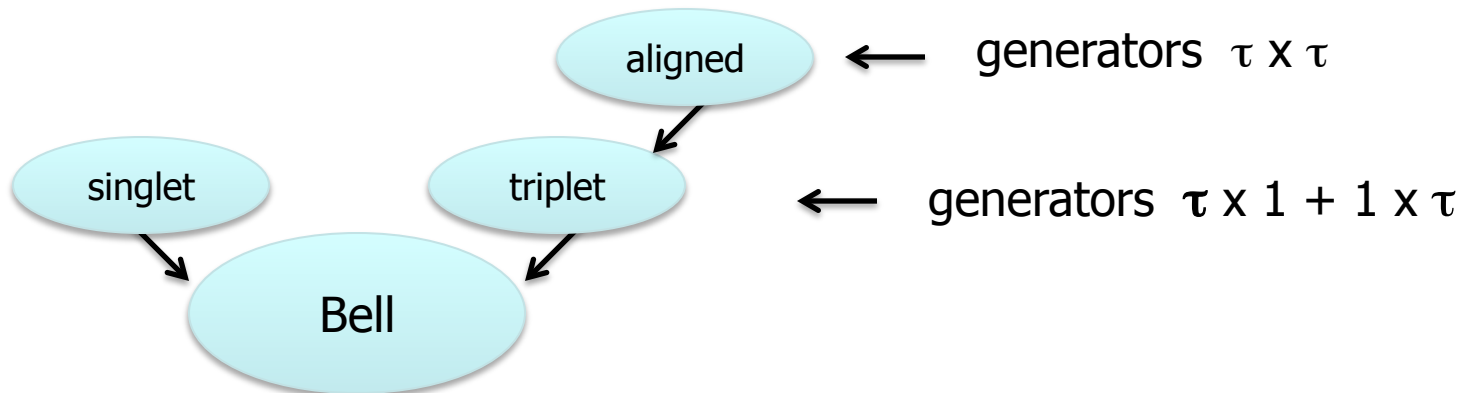 aligned
generators τ x τ
singlet
triplet
generators τ x 1 + 1 x τ
Bell